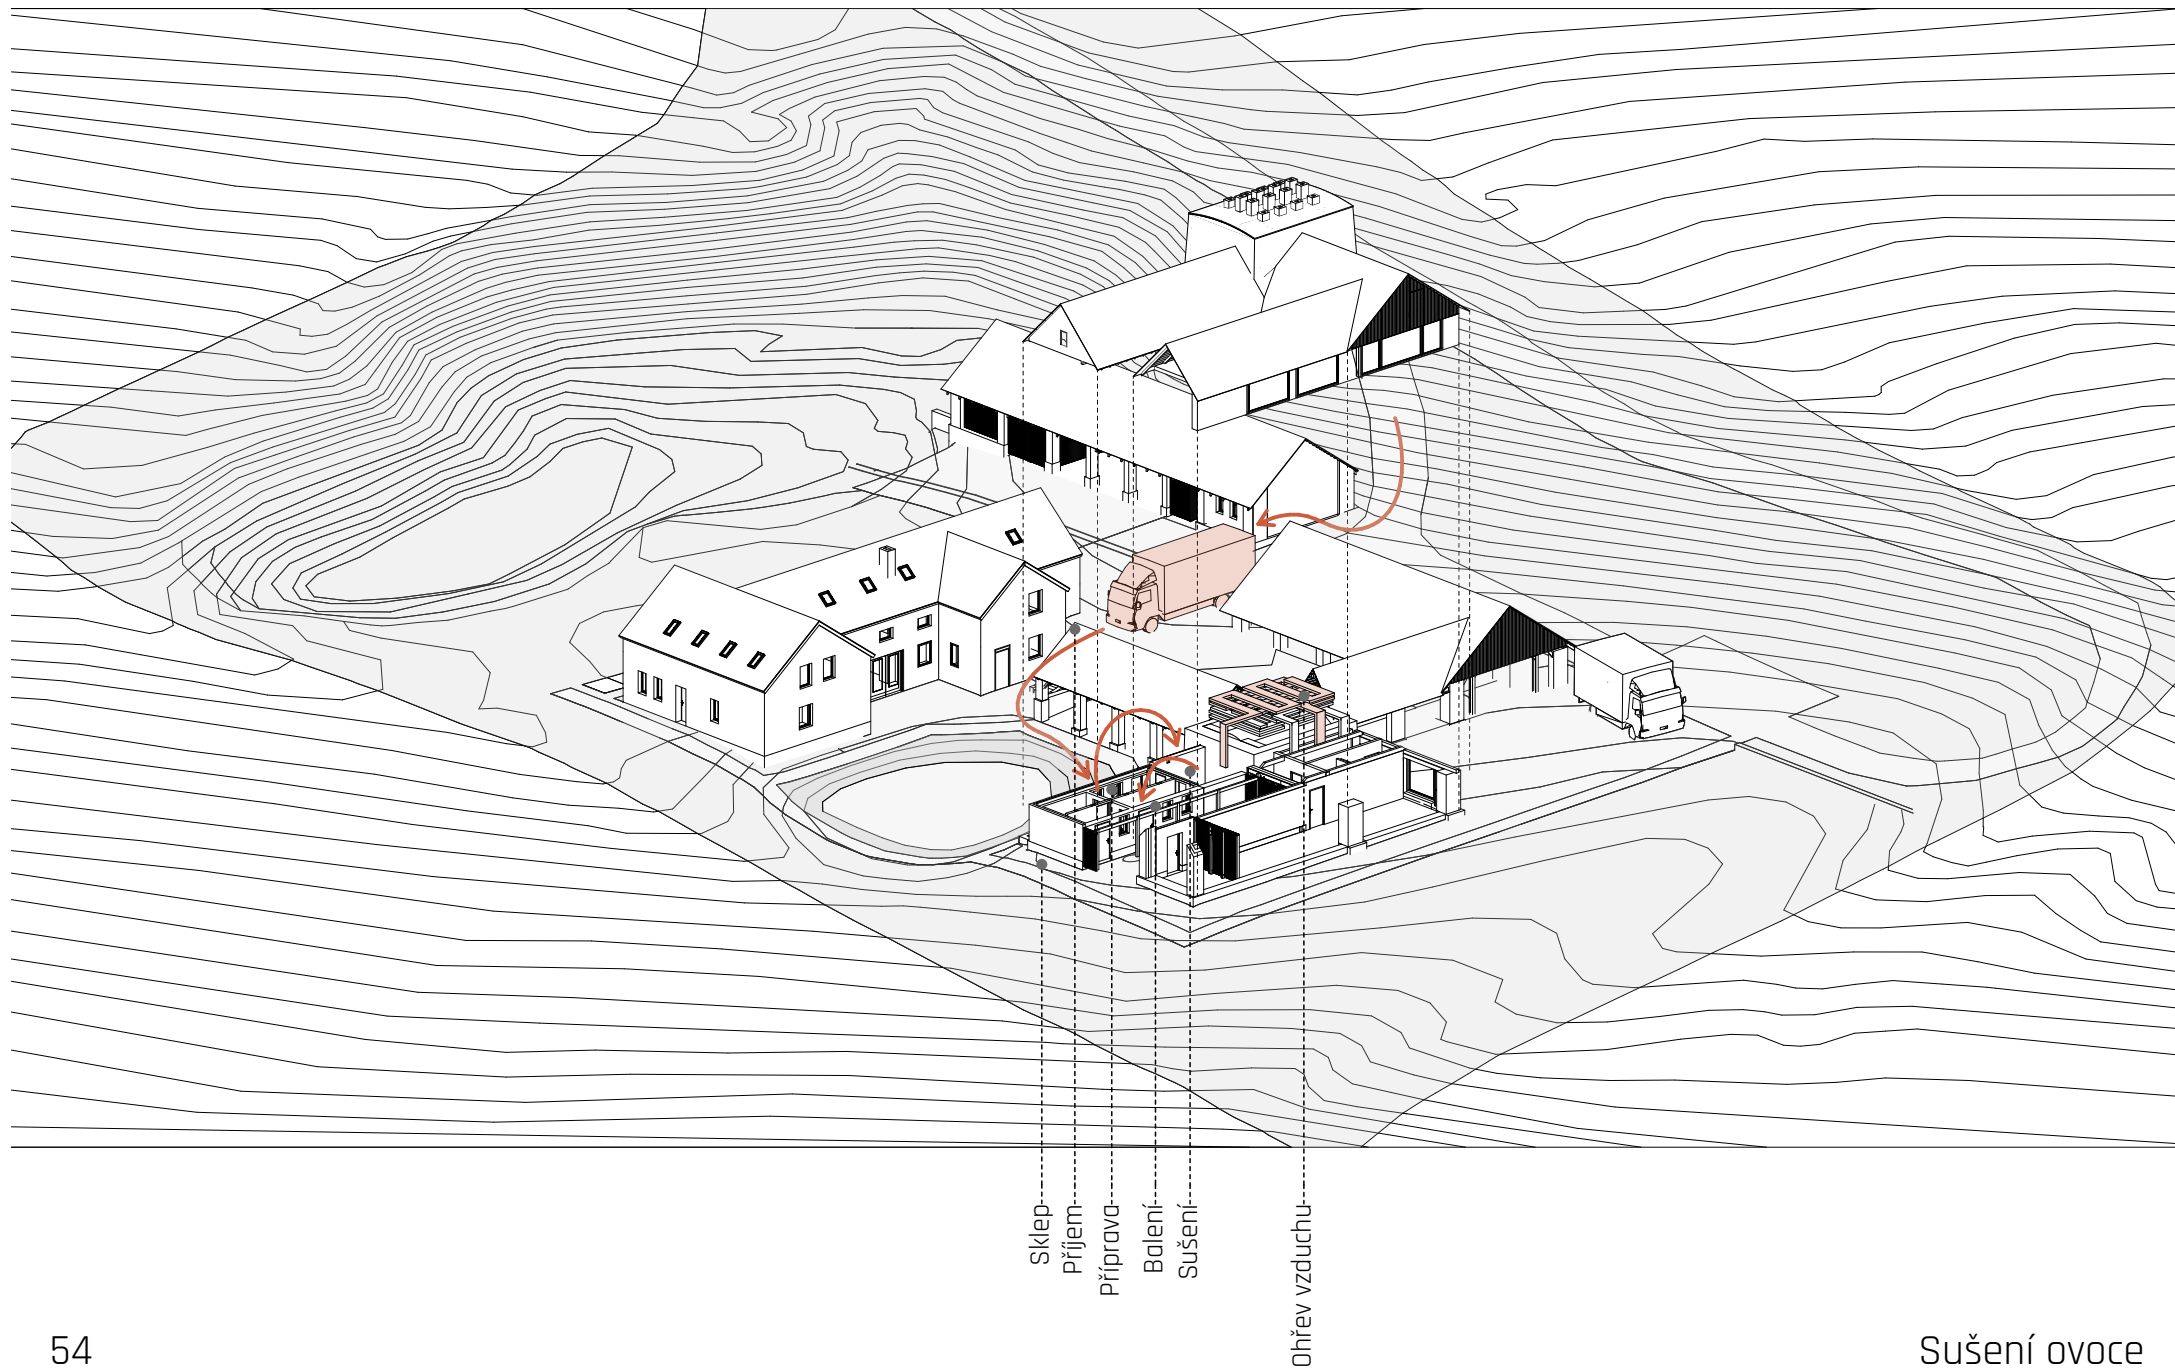 Sklep
Příjem
Příprava
Balení
Sušení
Ohřev vzduchu
54
Sušení ovoce